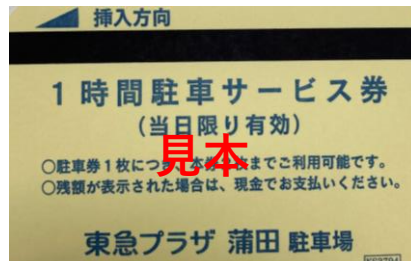 挿入方向
1時間駐車サービス券
(当日限り有効)
見本
○駐車券1枚につき、本券 枚までご利用可能です。
○残額が表示された場合は、現金でお支払いください。
東急プラザ 蒲田 駐車場